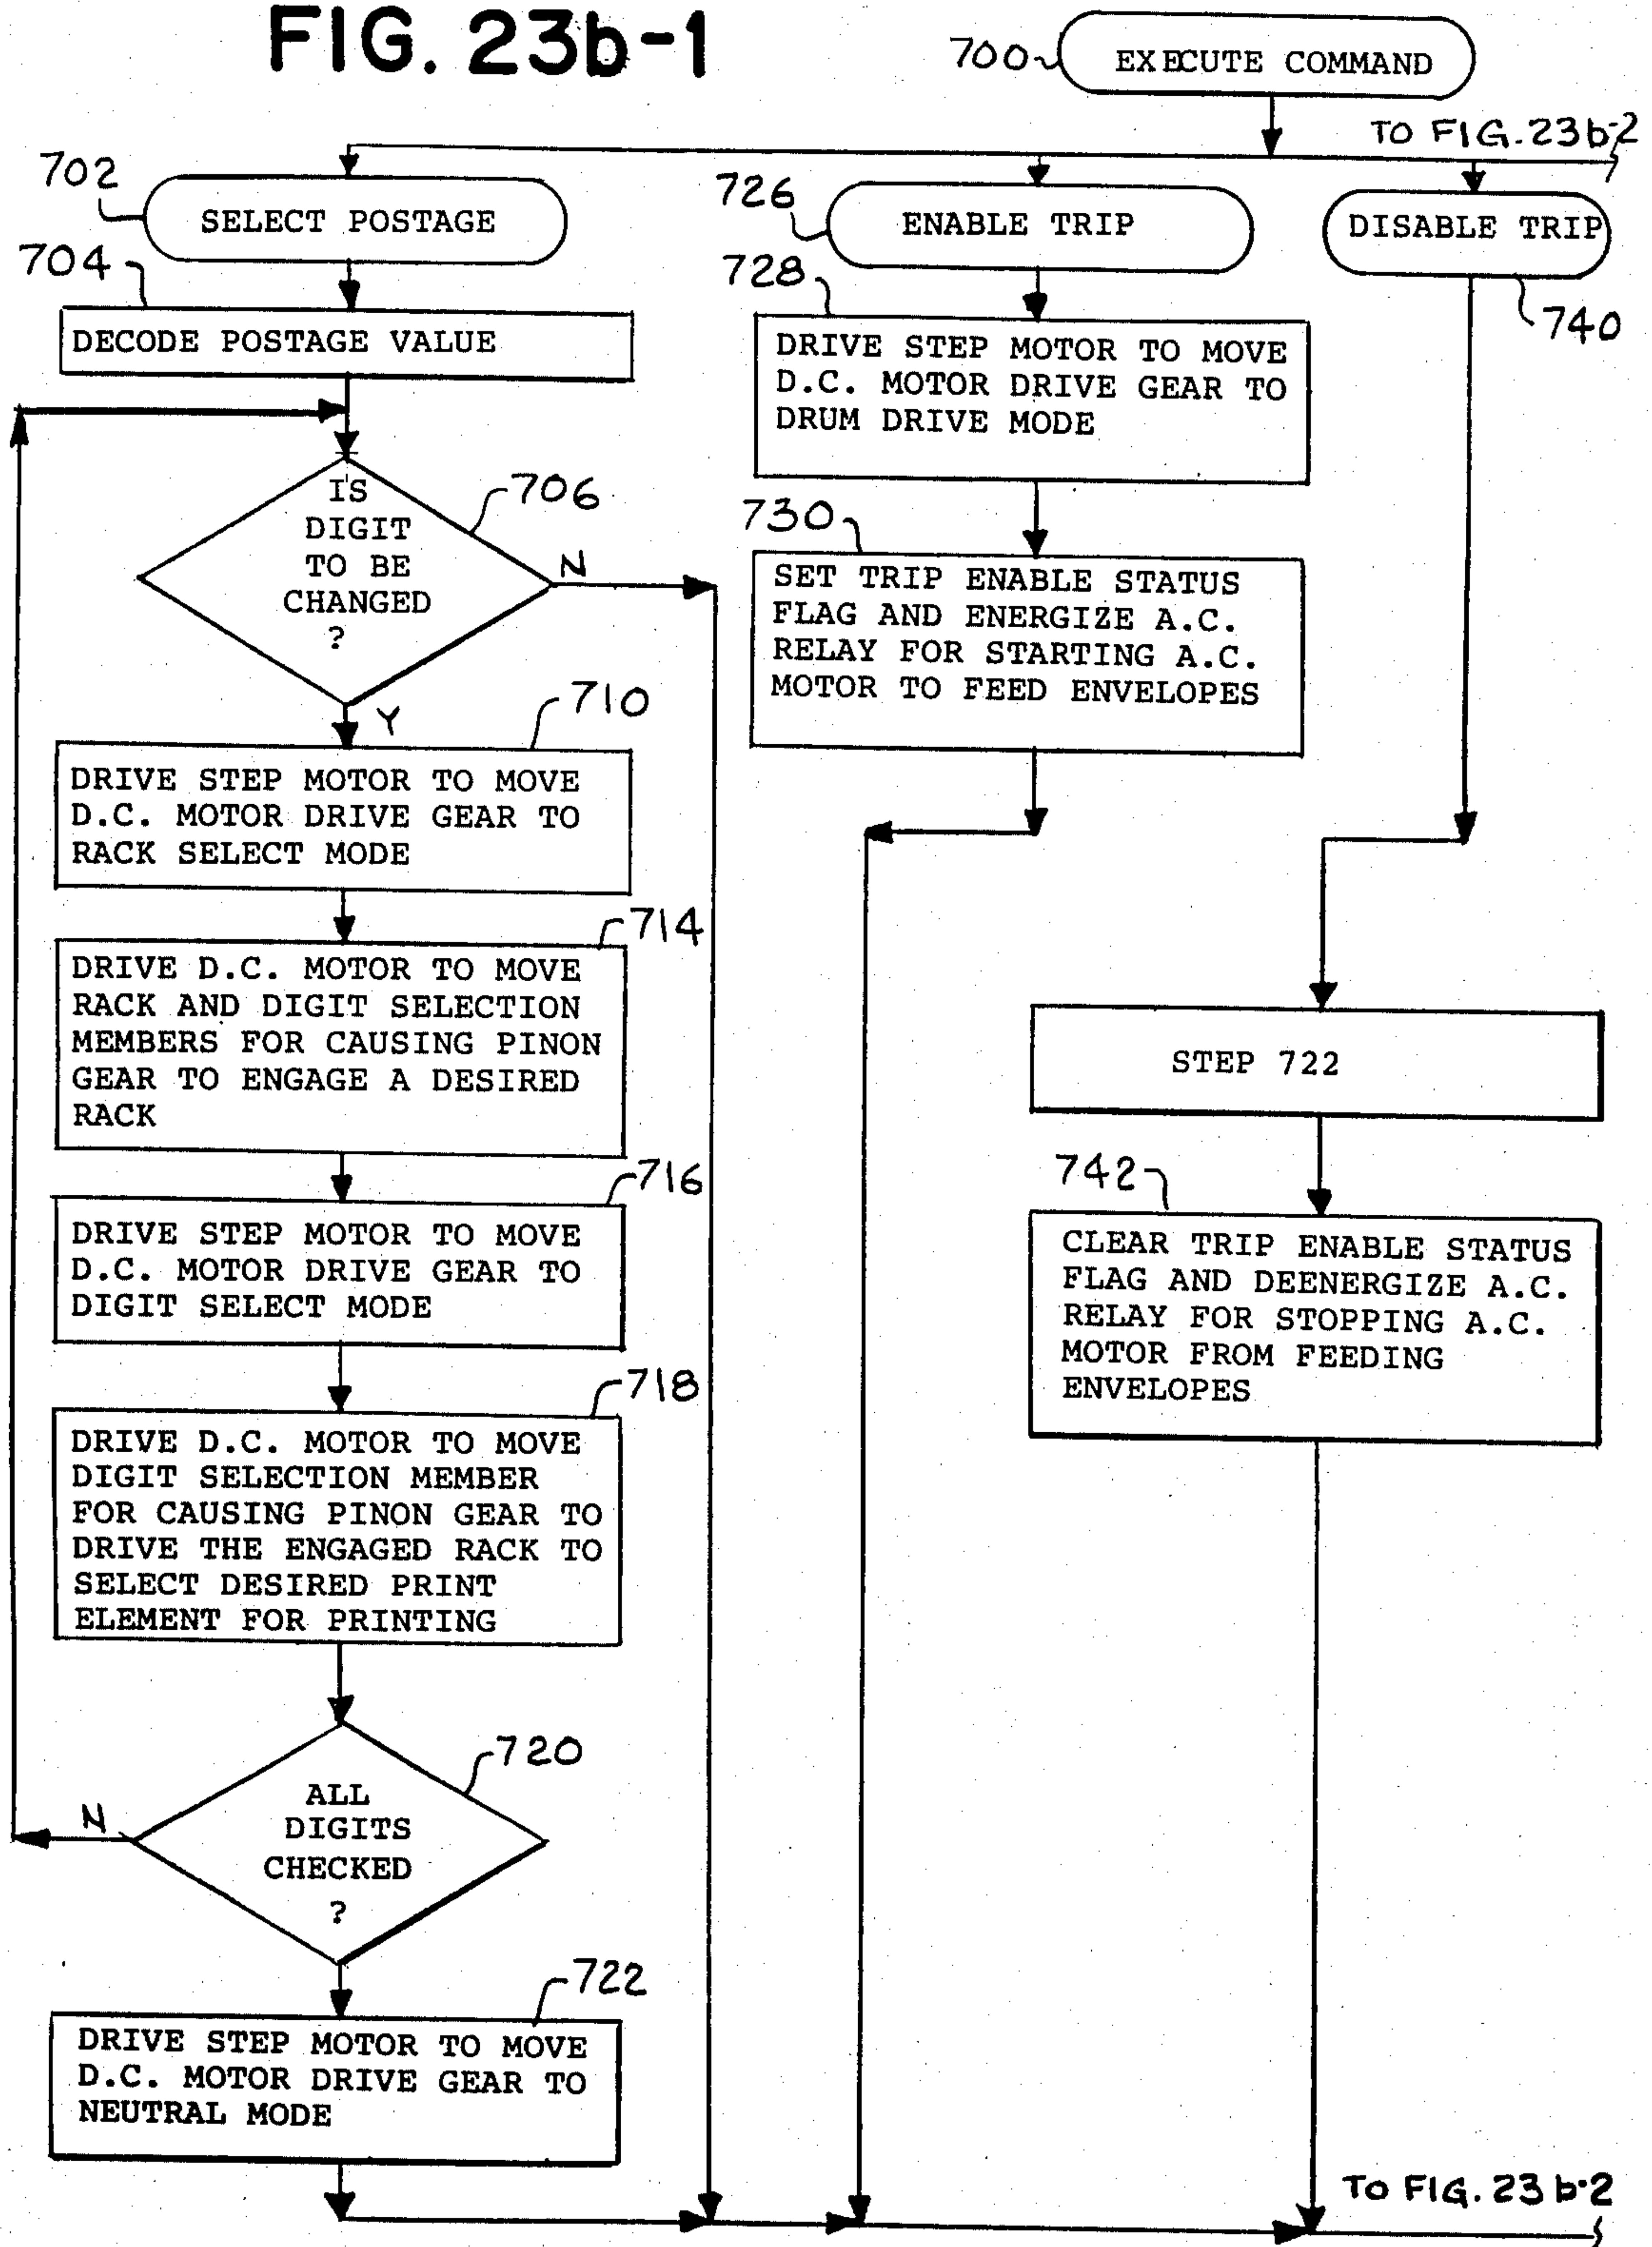 FIG. 23b-1
700
EXECUTE COMMAND
TO FIG. 23b-2
702
SELECT POSTAGE
704
DECODE POSTAGE VALUE
IS
DIGIT
TO BE
CHANGED
?
706
N
Y
710
DRIVE STEP MOTOR TO MOVE
D.C. MOTOR DRIVE GEAR TO
RACK SELECT MODE
714
DRIVE D.C. MOTOR TO MOVE
RACK AND DIGIT SELECTION
MEMBERS FOR CAUSING PINON
GEAR TO ENGAGE A DESIRED
RACK
716
DRIVE STEP MOTOR TO MOVE
D.C. MOTOR DRIVE GEAR TO
DIGIT SELECT MODE
718
DRIVE D.C. MOTOR TO MOVE
DIGIT SELECTION MEMBER
FOR CAUSING PINON GEAR TO
DRIVE THE ENGAGED RACK TO
SELECT DESIRED PRINT
ELEMENT FOR PRINTING
720
N
ALL
DIGITS
CHECKED
?
722
DRIVE STEP MOTOR TO MOVE
D.C. MOTOR DRIVE GEAR TO
NEUTRAL MODE
726
ENABLE TRIP
728
DRIVE STEP MOTOR TO MOVE
D.C. MOTOR DRIVE GEAR TO
DRUM DRIVE MODE
730
SET TRIP ENABLE STATUS
FLAG AND ENERGIZE A.C.
RELAY FOR STARTING A.C.
MOTOR TO FEED ENVELOPES
DISABLE TRIP
740
STEP 722
742
CLEAR TRIP ENABLE STATUS
FLAG AND DEENERGIZE A.C.
RELAY FOR STOPPING A.C.
MOTOR FROM FEEDING
ENVELOPES
TO FIG. 23b-2